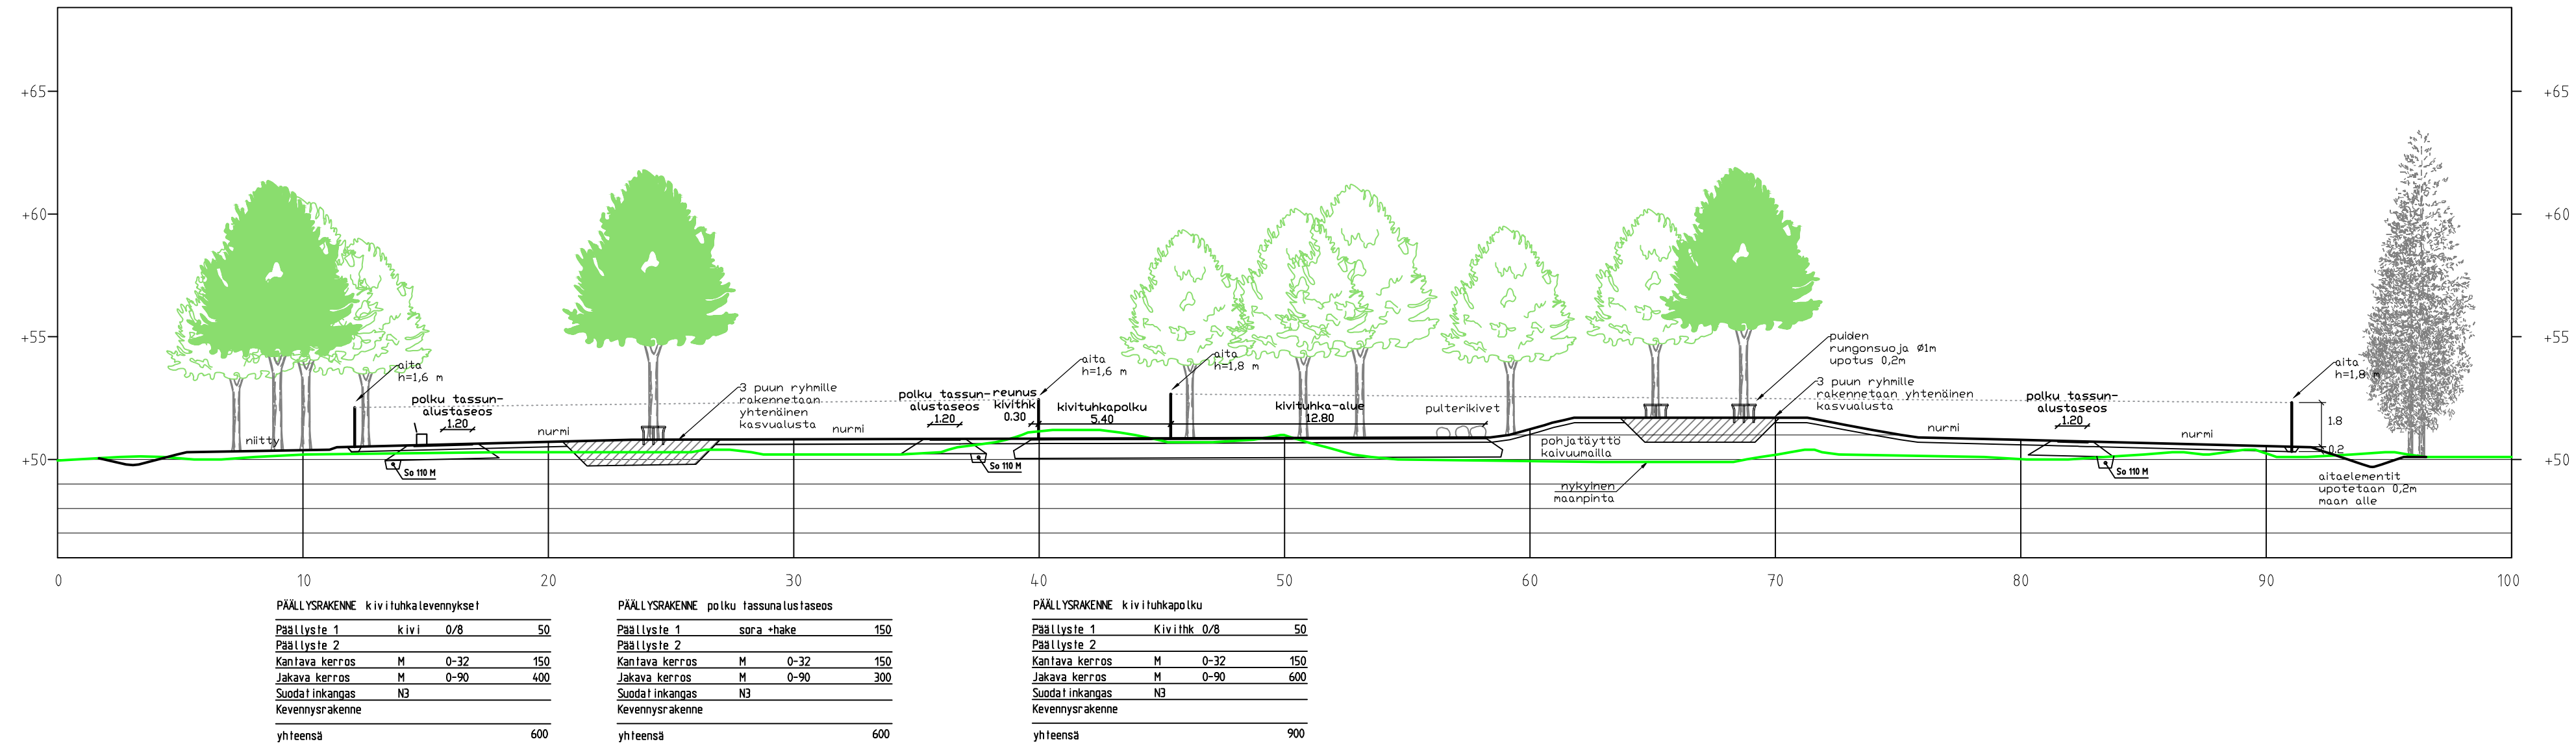 +65
+65
+60
+60
+55
+55
+50
+50
aita
h=1,6 m
polku tassun-
alustaseos
1.20
niitty
nurmi
So 110 M
3 puun ryhmille
rakennetaan
yhtenäinen
kasvualusta
nurmi
polku tassun-
alustaseos
1.20
So 110 M
reunus
kivithk
0.30
aita
h=1,6 m
kivituhkapolku
5.40
aita
h=1,8 m
kivituhka-alue
12.80
pulterikivet
pohjatäyttö
kaivuumailla
nykyinen
maanpinta
puiden
rungonsuoja Ø1m
upotus 0,2m
3 puun ryhmille
rakennetaan yhtenäinen
kasvualusta
nurmi
polku tassun-
alustaseos
1.20
So 110 M
nurmi
aita
h=1,8 m
1.8
0.2
aitaelementit
upotetaan 0,2m
maan alle
0 10 20 30 40 50 60 70 80 90 100
PÄÄLLYSRAKENNE kivituhkalevennykset
Päällyste 1 kivi 0/8 50
Päällyste 2
Kantava kerros M 0-32 150
Jakava kerros M 0-90 400
Suodatinkangas N3
Kevennysrakenne
yhteensä 600
PÄÄLLYSRAKENNE polku tassunalustaseos
Päällyste 1 sora +hake 150
Päällyste 2
Kantava kerros M 0-32 150
Jakava kerros M 0-90 300
Suodatinkangas N3
Kevennysrakenne
yhteensä 600
PÄÄLLYSRAKENNE kivituhkapolku
Päällyste 1 Kivithk 0/8 50
Päällyste 2
Kantava kerros M 0-32 150
Jakava kerros M 0-90 600
Suodatinkangas N3
Kevennysrakenne
yhteensä 900